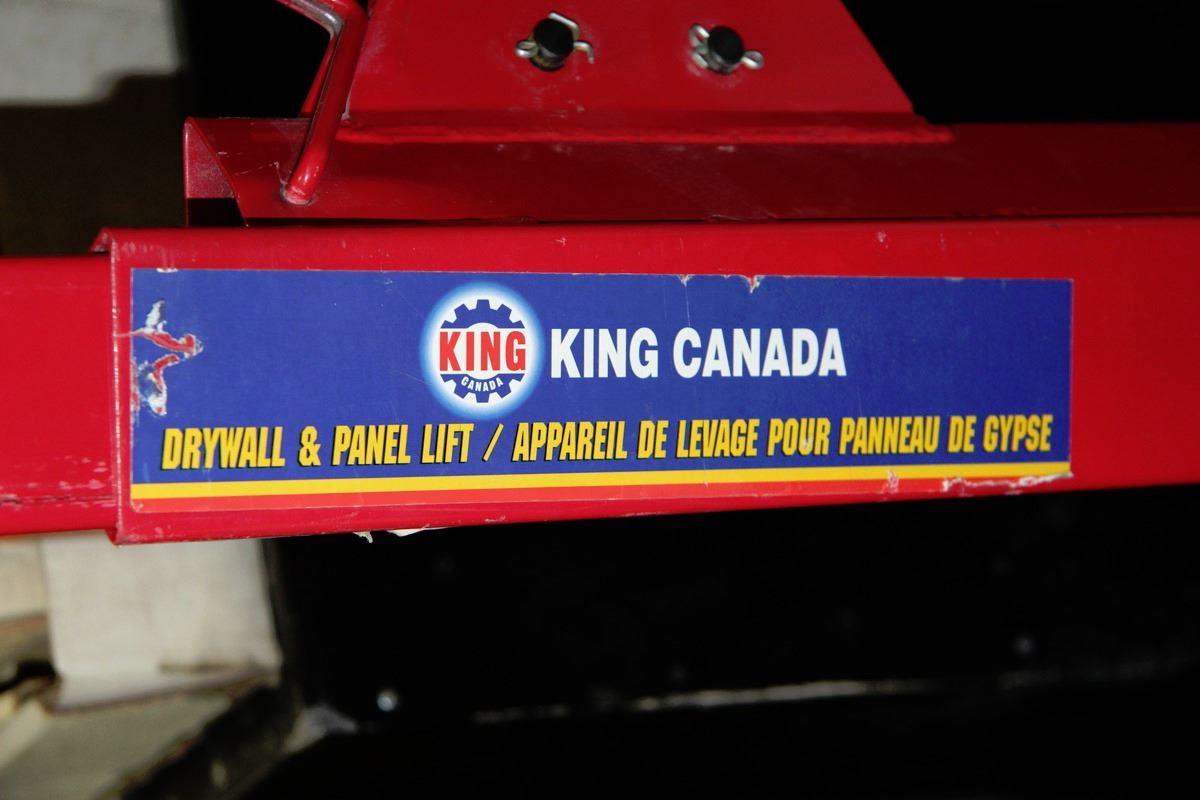 KING
CANADA
KING CANADA
DRYWALL & PANEL LIFT / APPAREIL DE LEVAGE POUR PANNEAU DE GYPSE